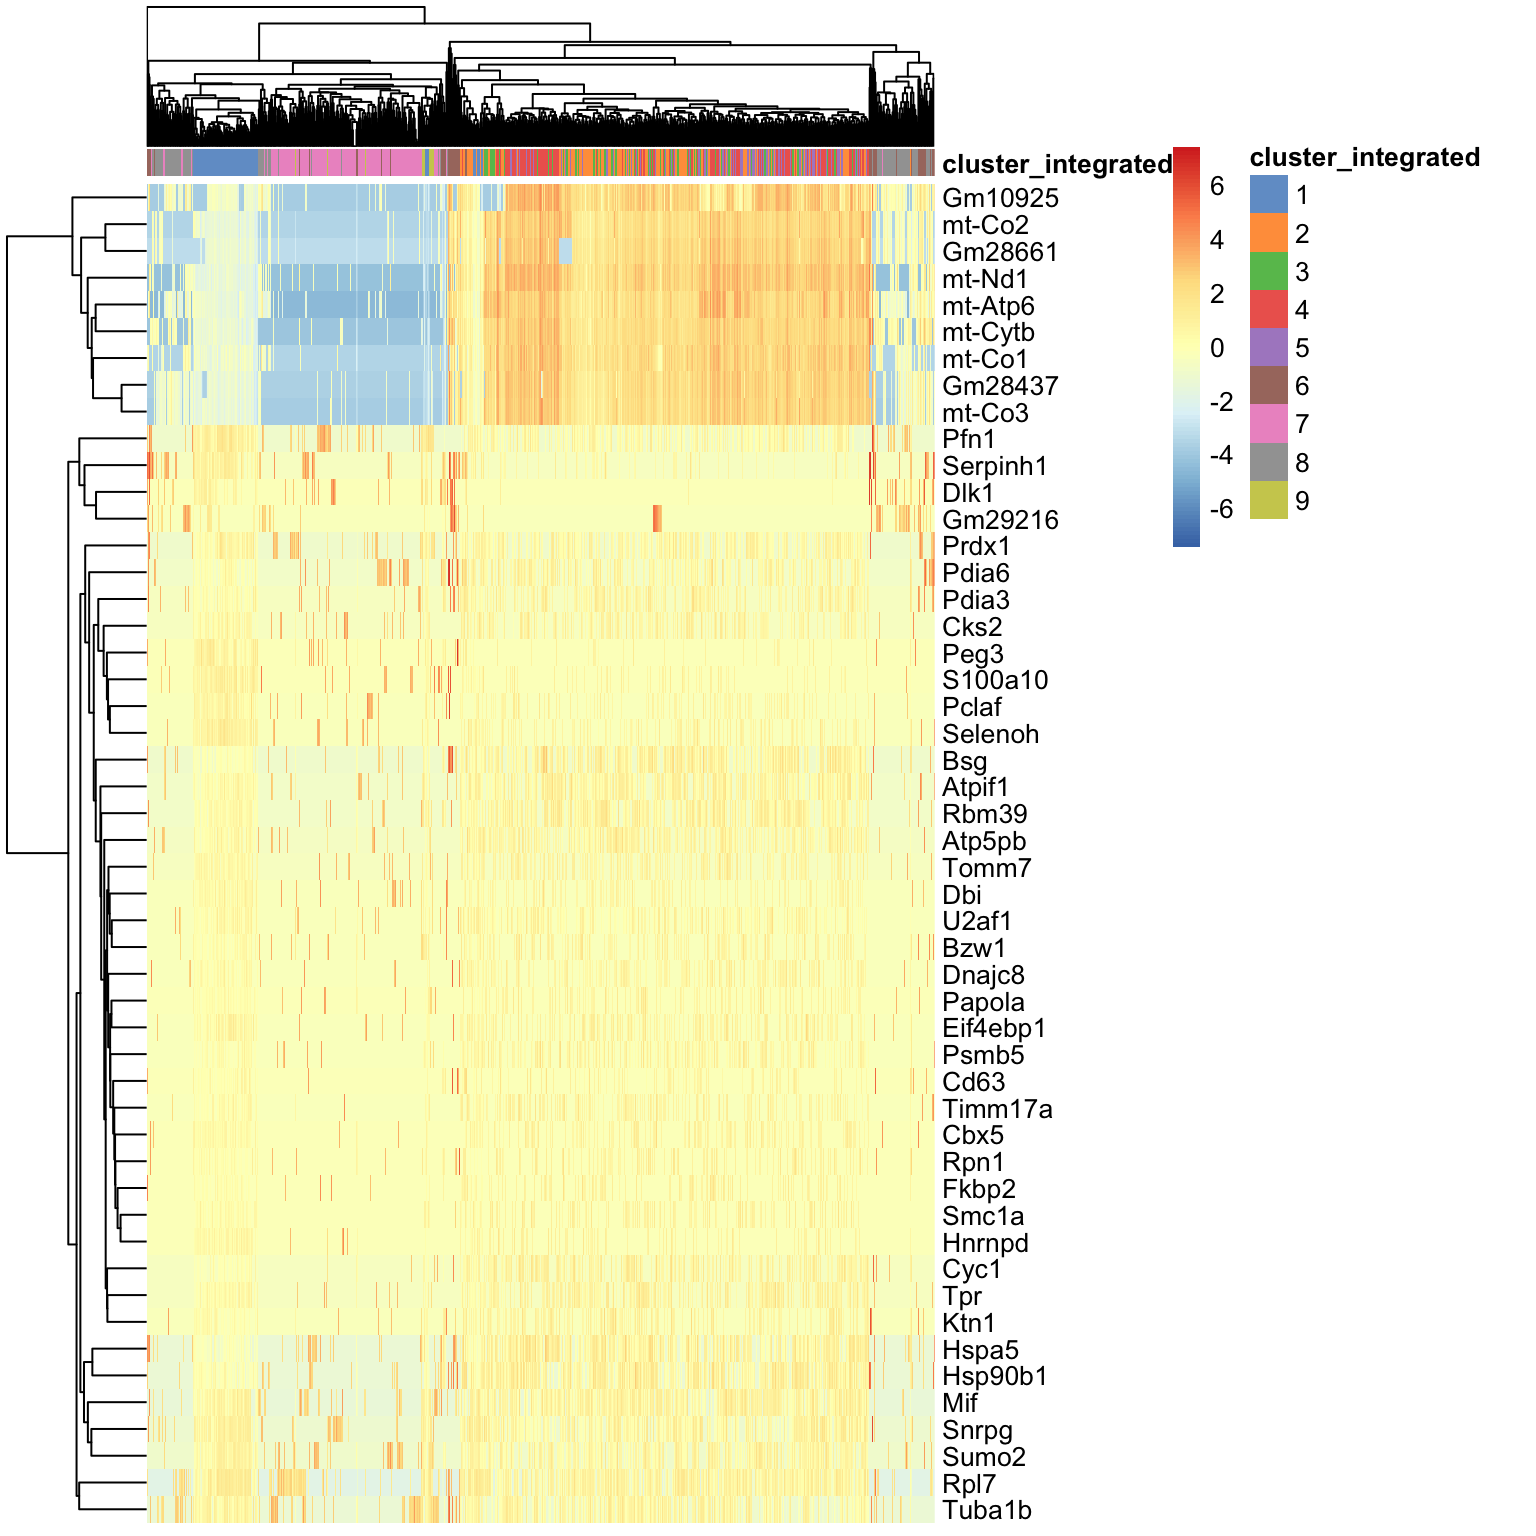 cluster_integrated
Gm10925
mt-Co2
Gm28661
mt-Nd1
mt-Atp6
mt-Cytb
mt-Co1
Gm28437
mt-Co3
Pfn1
Serpinh1
Dlk1
Gm29216
Prdx1
Pdia6
Pdia3
Cks2
Peg3
S100a10
Pclaf
Selenoh
Bsg
Atpif1
Rbm39
Atp5pb
Tomm7
Dbi
U2af1
Bzw1
Dnajc8
Papola
Eif4ebp1
Psmb5
Cd63
Timm17a
Cbx5
Rpn1
Fkbp2
Smc1a
Hnrnpd
Cyc1
Tpr
Ktn1
Hspa5
Hsp90b1
Mif
Snrpg
Sumo2
Rpl7
Tuba1b
6
4
2
0
-2
-4
-6
cluster_integrated
1
2
3
4
5
6
7
8
9